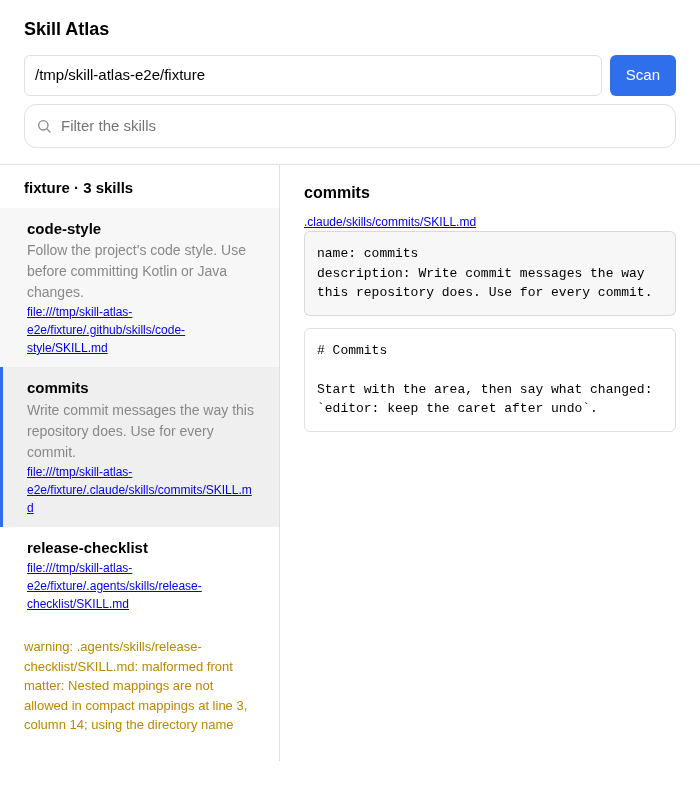 Skill Atlas
/tmp/skill-atlas-e2e/fixture
Scan
Filter the skills
fixture · 3 skills
code-style
Follow the project's code style. Use
before committing Kotlin or Java
changes.
file:///tmp/skill-atlas-
e2e/fixture/.github/skills/code-
style/SKILL.md
commits
Write commit messages the way this
repository does. Use for every
commit.
file:///tmp/skill-atlas-
e2e/fixture/.claude/skills/commits/SKILL.m
d
release-checklist
file:///tmp/skill-atlas-
e2e/fixture/.agents/skills/release-
checklist/SKILL.md
warning: .agents/skills/release-
checklist/SKILL.md: malformed front
matter: Nested mappings are not
allowed in compact mappings at line 3,
column 14; using the directory name
commits
.claude/skills/commits/SKILL.md
name: commits
description: Write commit messages the way
this repository does. Use for every commit.
# Commits
Start with the area, then say what changed:
`editor: keep the caret after undo`.